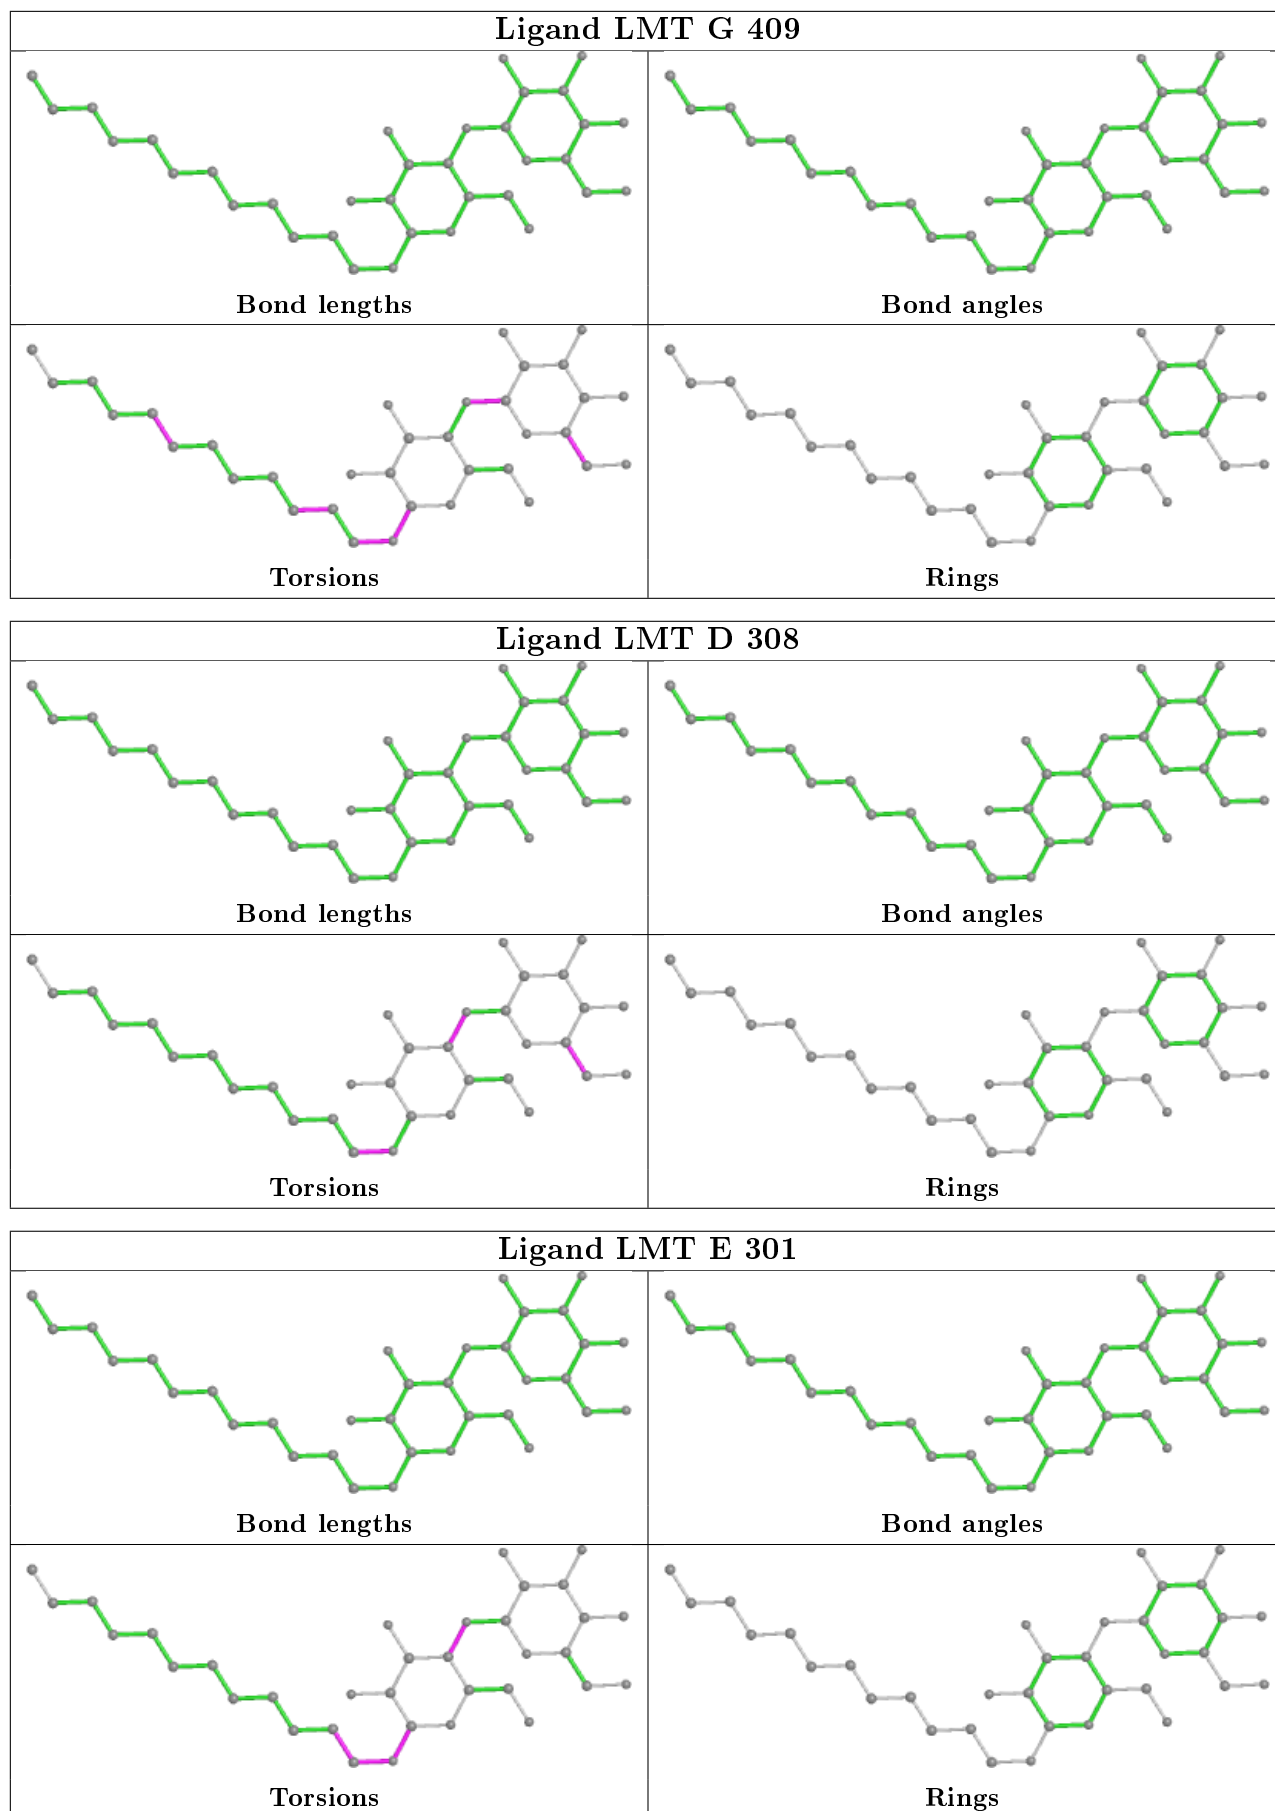 Ligand LMT G 409
Bond lengths
Bond angles
Torsions
Rings
Ligand LMT D 308
Bond lengths
Bond angles
Torsions
Rings
Ligand LMT E 301
Bond lengths
Bond angles
Torsions
Rings